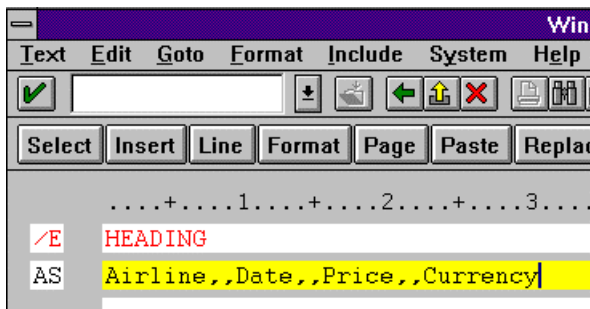 Win
Text Edit Goto Format Include System Help
Select Insert Line Format Page Paste Replac
....+....1....+....2....+....3....
/E HEADING
AS Airline,,Date,,Price,,Currency